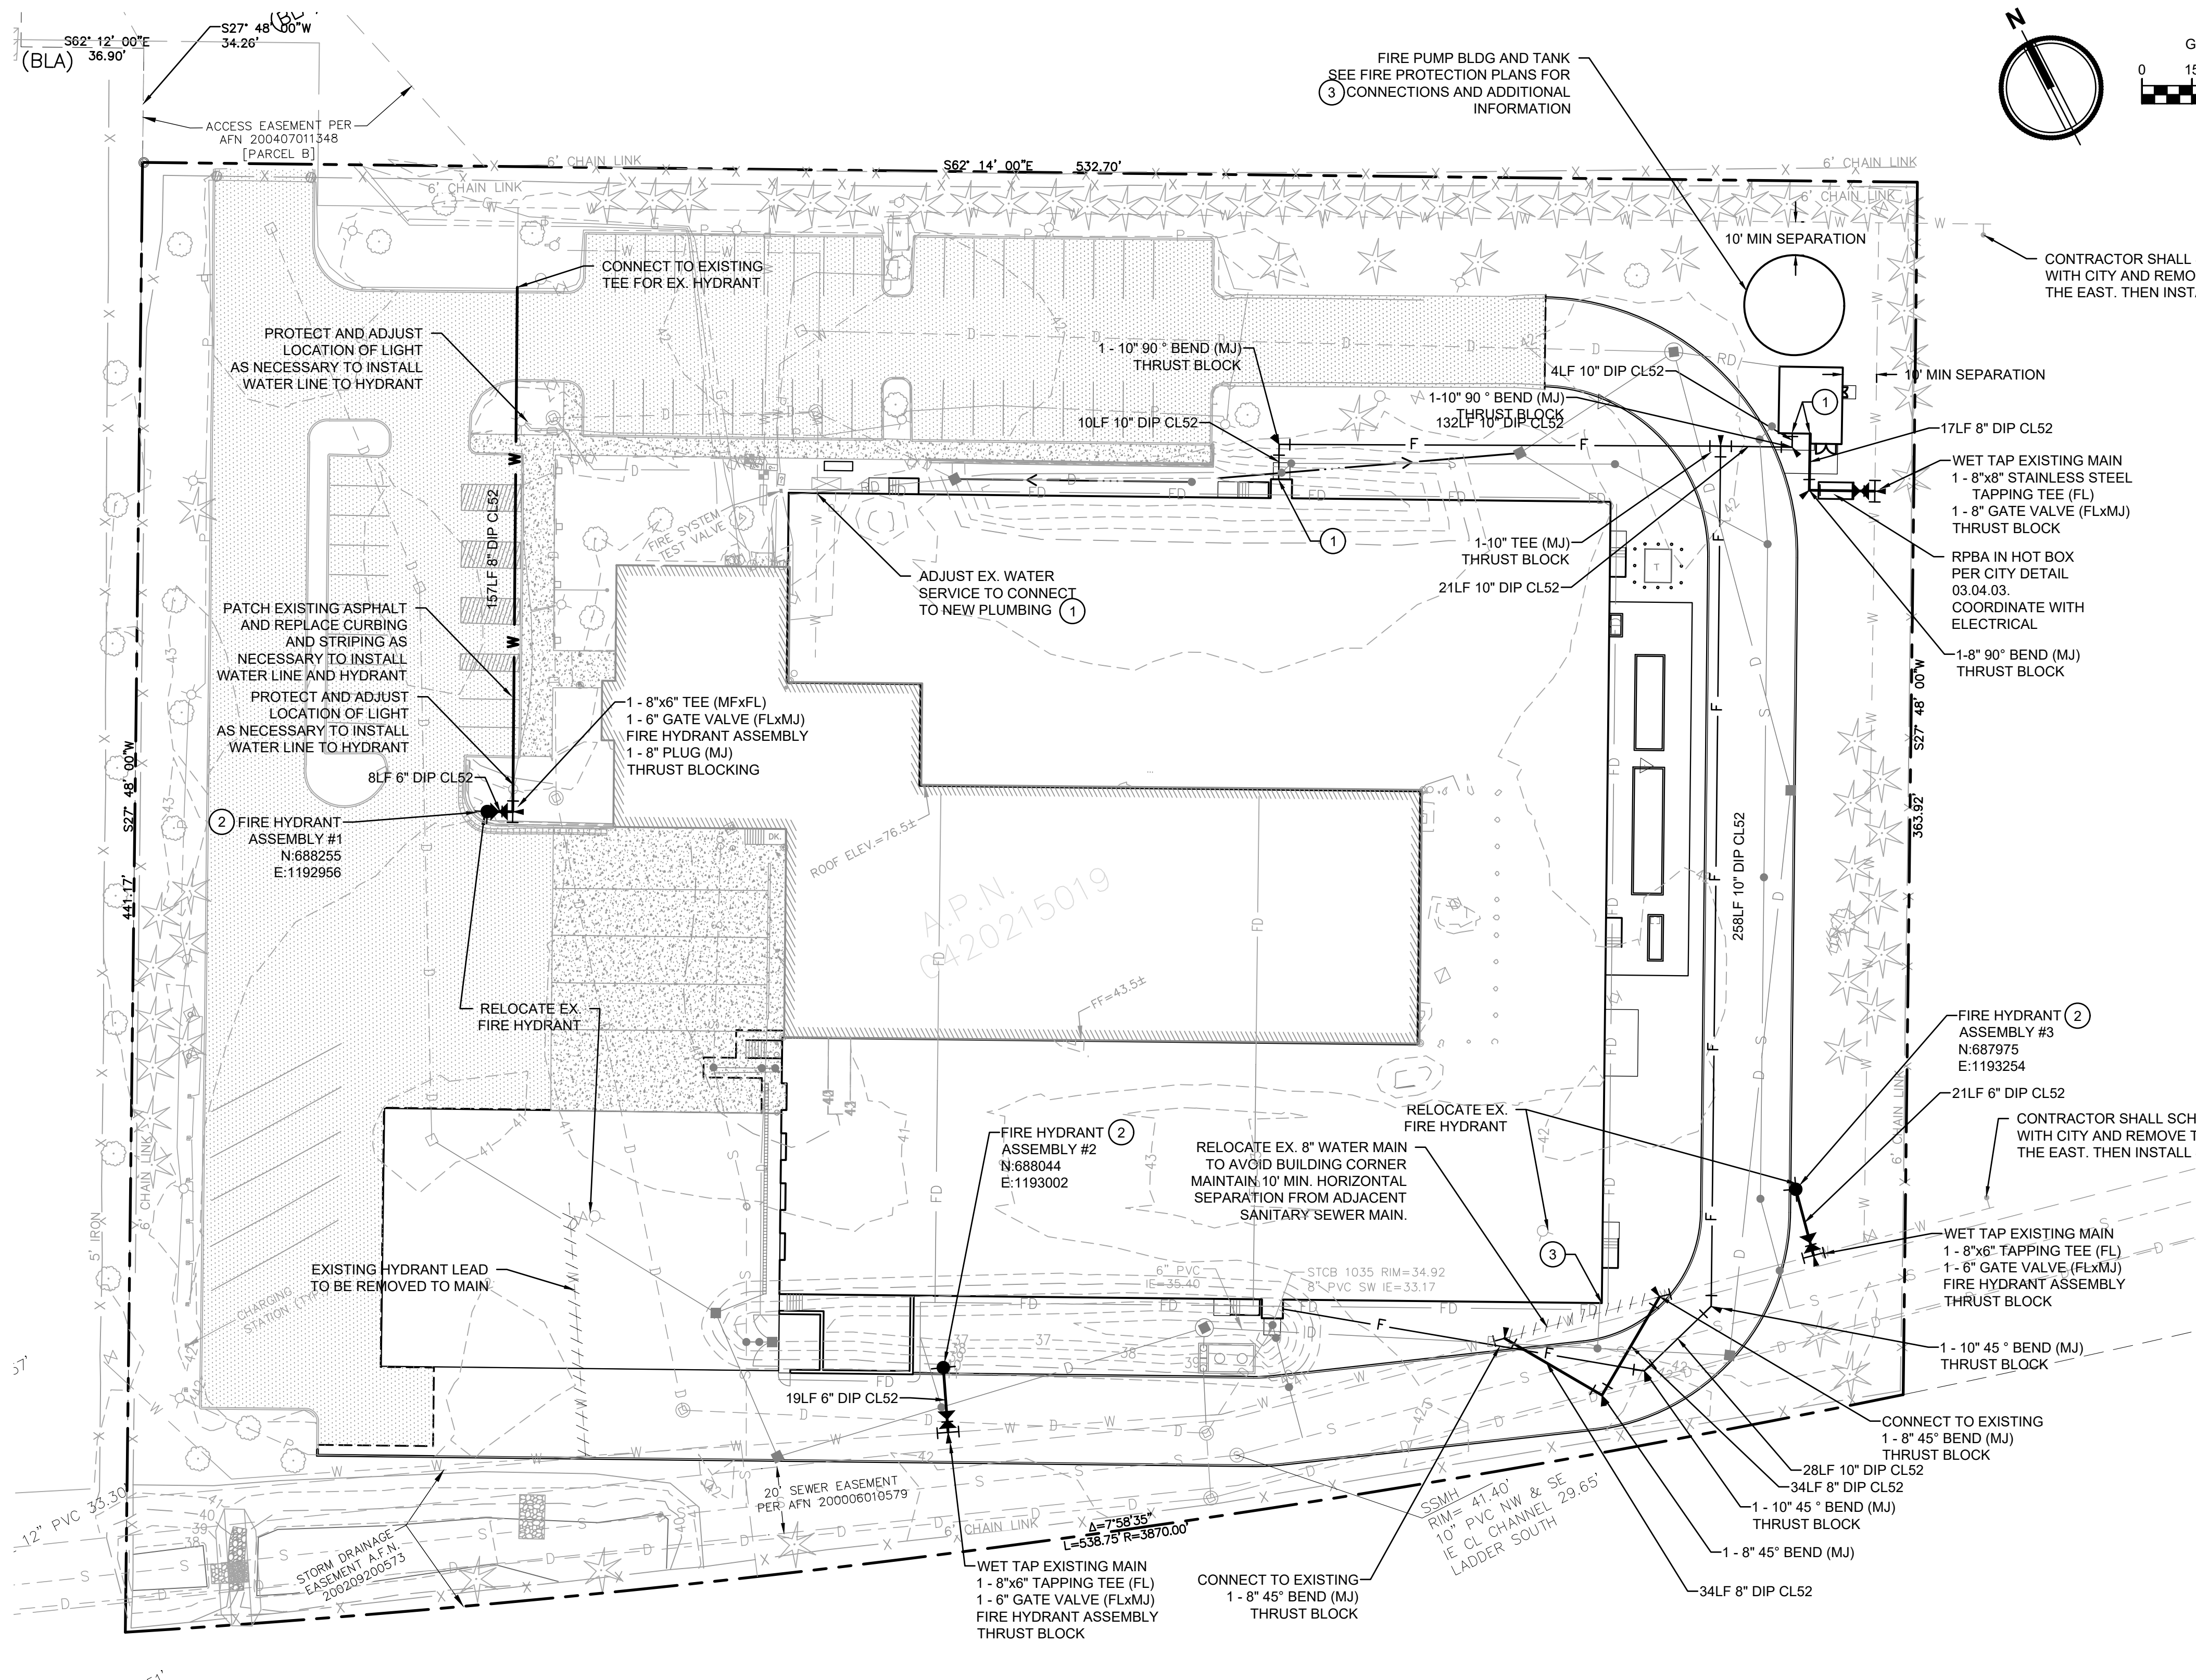 S27° 48' 00"W
34.26'
S62° 12' 00"E
36.90'
(BLA)
ACCESS EASEMENT PER
AFN 200407011348
[PARCEL B]
FIRE PUMP BLDG AND TANK
SEE FIRE PROTECTION PLANS FOR
3 CONNECTIONS AND ADDITIONAL
INFORMATION
N
G
0 15
6' CHAIN LINK
S62° 14' 00"E 532.70'
6' CHAIN LINK
6' CHAIN LINK
6' CHAIN LINK
10' MIN SEPARATION
CONTRACTOR SHALL
WITH CITY AND REMO
THE EAST. THEN INST
CONNECT TO EXISTING
TEE FOR EX. HYDRANT
PROTECT AND ADJUST
LOCATION OF LIGHT
AS NECESSARY TO INSTALL
WATER LINE TO HYDRANT
1 - 10" 90 ° BEND (MJ)
THRUST BLOCK
10LF 10" DIP CL52
4LF 10" DIP CL52
1-10" 90 ° BEND (MJ)
THRUST BLOCK
132LF 10" DIP CL52
10' MIN SEPARATION
1
17LF 8" DIP CL52
WET TAP EXISTING MAIN
1 - 8"x8" STAINLESS STEEL
TAPPING TEE (FL)
1 - 8" GATE VALVE (FLxMJ)
THRUST BLOCK
RPBA IN HOT BOX
PER CITY DETAIL
03.04.03.
COORDINATE WITH
ELECTRICAL
1-8" 90° BEND (MJ)
THRUST BLOCK
157LF 8" DIP CL52
FIRE SYSTEM
TEST VALVE
1
1-10" TEE (MJ)
THRUST BLOCK
21LF 10" DIP CL52
ADJUST EX. WATER
SERVICE TO CONNECT
TO NEW PLUMBING 1
PATCH EXISTING ASPHALT
AND REPLACE CURBING
AND STRIPING AS
NECESSARY TO INSTALL
WATER LINE AND HYDRANT
PROTECT AND ADJUST
LOCATION OF LIGHT
AS NECESSARY TO INSTALL
WATER LINE TO HYDRANT
1 - 8"x6" TEE (MFxFL)
1 - 6" GATE VALVE (FLxMJ)
FIRE HYDRANT ASSEMBLY
1 - 8" PLUG (MJ)
THRUST BLOCKING
8LF 6" DIP CL52
2 FIRE HYDRANT
ASSEMBLY #1
N:688255
E:1192956
S27° 48' 00"W
441.17'
S27° 48' 00"W
363.92'
DK.
ROOF ELEV.=76.5±
A.P.N.
0420215019
FF=43.5±
258LF 10" DIP CL52
RELOCATE EX.
FIRE HYDRANT
FIRE HYDRANT 2
ASSEMBLY #3
N:687975
E:1193254
21LF 6" DIP CL52
CONTRACTOR SHALL SCH
WITH CITY AND REMOVE T
THE EAST. THEN INSTALL
6' CHAIN LINK
FIRE HYDRANT 2
ASSEMBLY #2
N:688044
E:1193002
RELOCATE EX.
FIRE HYDRANT
RELOCATE EX. 8" WATER MAIN
TO AVOID BUILDING CORNER
MAINTAIN 10' MIN. HORIZONTAL
SEPARATION FROM ADJACENT
SANITARY SEWER MAIN.
3
5' IRON
6' CHAIN LINK
EXISTING HYDRANT LEAD
TO BE REMOVED TO MAIN
CHARGING
STATION (TYP)
6" PVC
IE=35.40
STCB 1035 RIM=34.92
8" PVC SW IE=33.17
WET TAP EXISTING MAIN
1 - 8"x6" TAPPING TEE (FL)
1 - 6" GATE VALVE (FLxMJ)
FIRE HYDRANT ASSEMBLY
THRUST BLOCK
1 - 10" 45 ° BEND (MJ)
THRUST BLOCK
19LF 6" DIP CL52
CONNECT TO EXISTING
1 - 8" 45° BEND (MJ)
THRUST BLOCK
28LF 10" DIP CL52
34LF 8" DIP CL52
1 - 10" 45 ° BEND (MJ)
THRUST BLOCK
1 - 8" 45° BEND (MJ)
34LF 8" DIP CL52
20' SEWER EASEMENT
PER AFN 200006010579
12" PVC 33.30
STORM DRAINAGE
EASEMENT A.F.N.
200209200573
6' CHAIN LINK
Δ=7°58'35"
L=538.75' R=3870.00'
SSMH
RIM= 41.40'
10" PVC NW & SE
IE CL CHANNEL 29.65'
LADDER SOUTH
WET TAP EXISTING MAIN
1 - 8"x6" TAPPING TEE (FL)
1 - 6" GATE VALVE (FLxMJ)
FIRE HYDRANT ASSEMBLY
THRUST BLOCK
CONNECT TO EXISTING
1 - 8" 45° BEND (MJ)
THRUST BLOCK